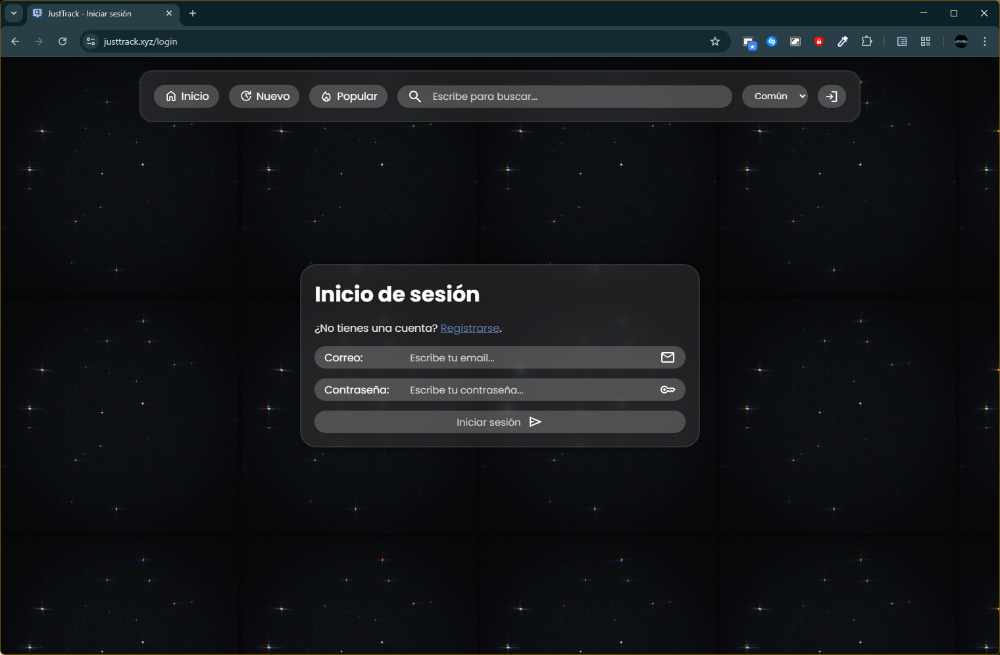 JustTrack - Iniciar sesión
justtrack.xyz/login
Inicio
Nuevo
Popular
Escribe para buscar...
Común
Inicio de sesión
¿No tienes una cuenta? Registrarse.
Correo: Escribe tu email...
Contraseña: Escribe tu contraseña...
Iniciar sesión